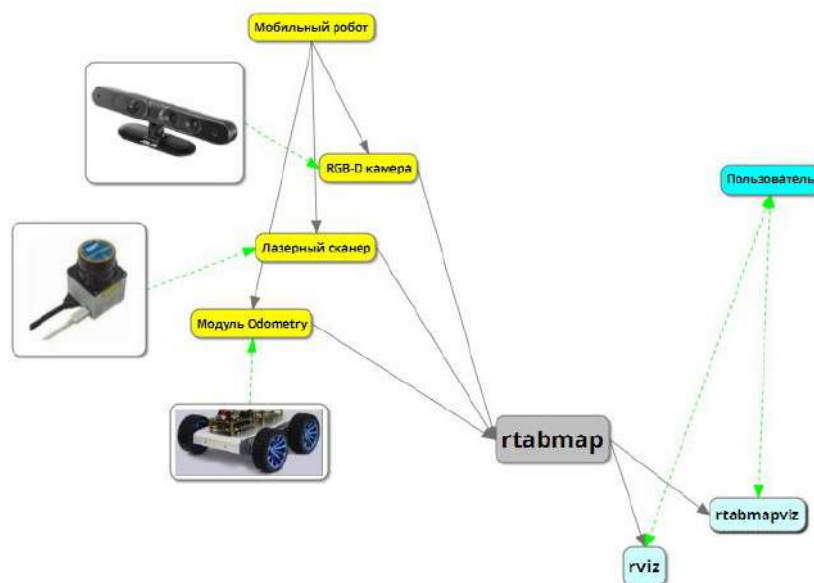 Мобильный робот
RGB-D камера
Пользователь
Лазерный сканер
Модуль Odometry
rtabmap
rtabmapviz
rviz